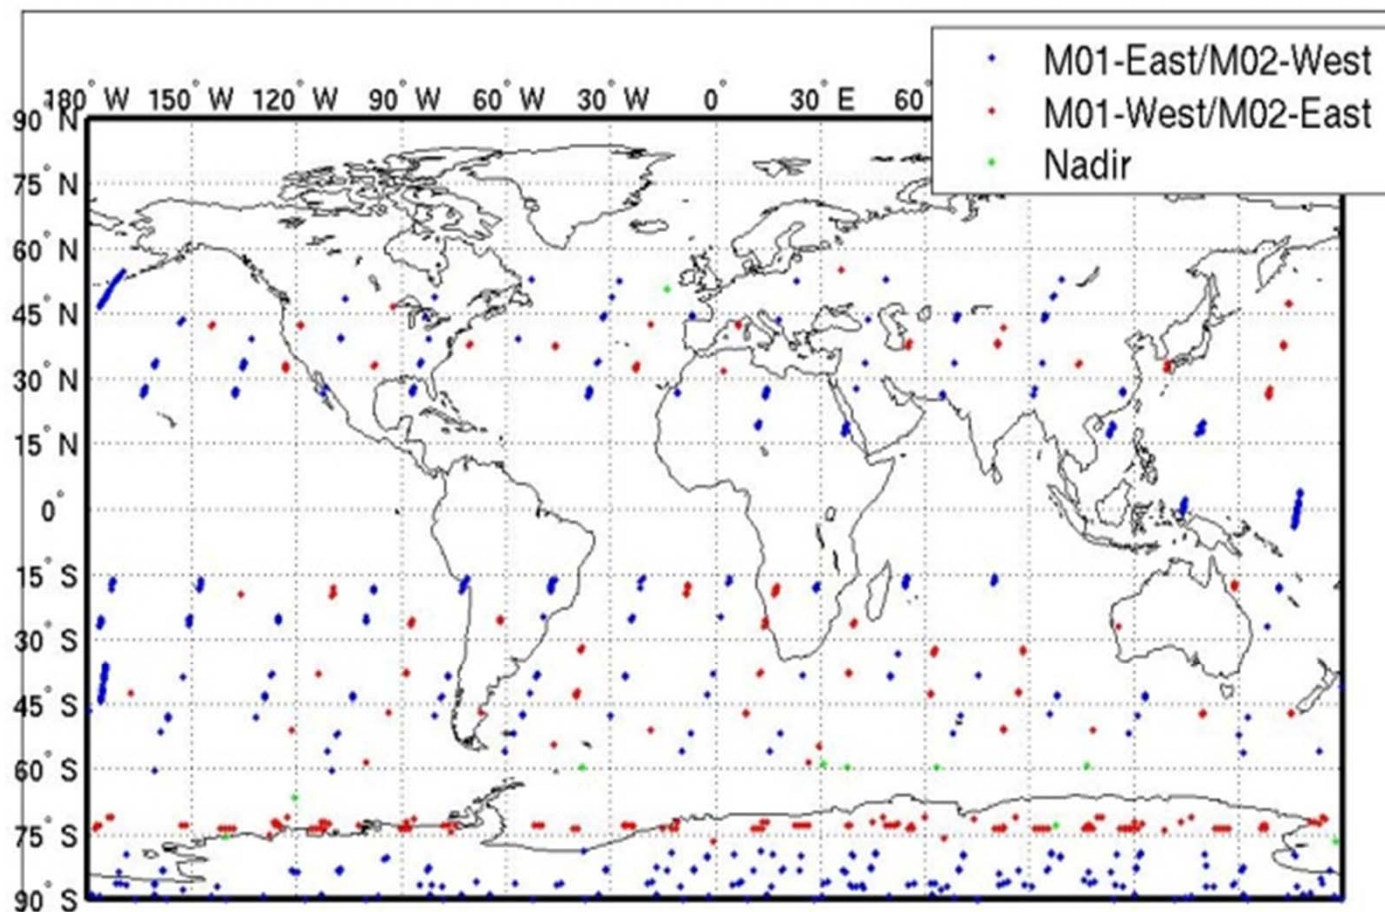 M01-East/M02-West
M01-West/M02-East
Nadir
180° W 150° W 120° W 90° W 60° W 30° W 0° 30° E 60°
90° N
75° N
60° N
45° N
30° N
15° N
0°
15° S
30° S
45° S
60° S
75° S
90° S